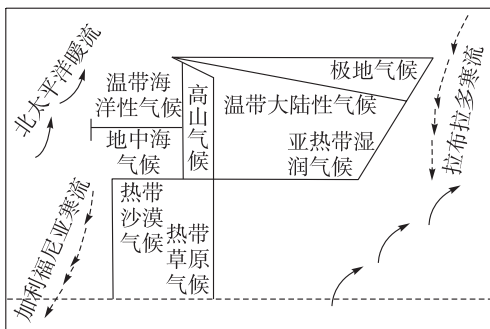 北太平洋暖流
温带海
洋性气候
地中海
气候
高山气候
极地气候
温带大陆性气候
亚热带湿
润气候
拉布拉多寒流
加利福尼亚寒流
热带
沙漠
气候
热带
草原
气候